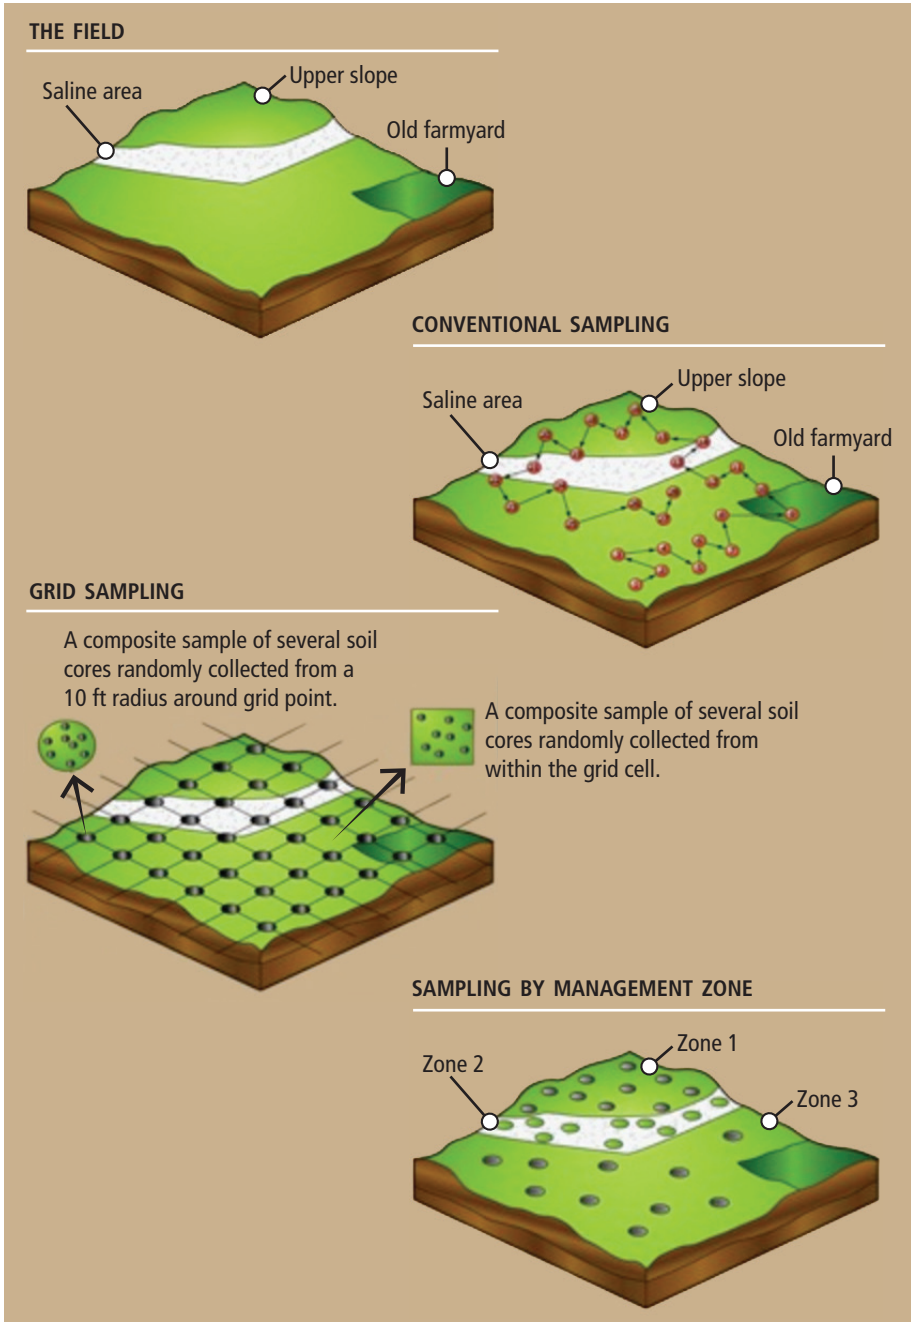 THE FIELD
Upper slope
Saline area
Old farmyard
CONVENTIONAL SAMPLING
Upper slope
Saline area
Old farmyard
GRID SAMPLING
A composite sample of several soil
cores randomly collected from a
10 ft radius around grid point.
A composite sample of several soil
cores randomly collected from
within the grid cell.
SAMPLING BY MANAGEMENT ZONE
Zone 1
Zone 2
Zone 3